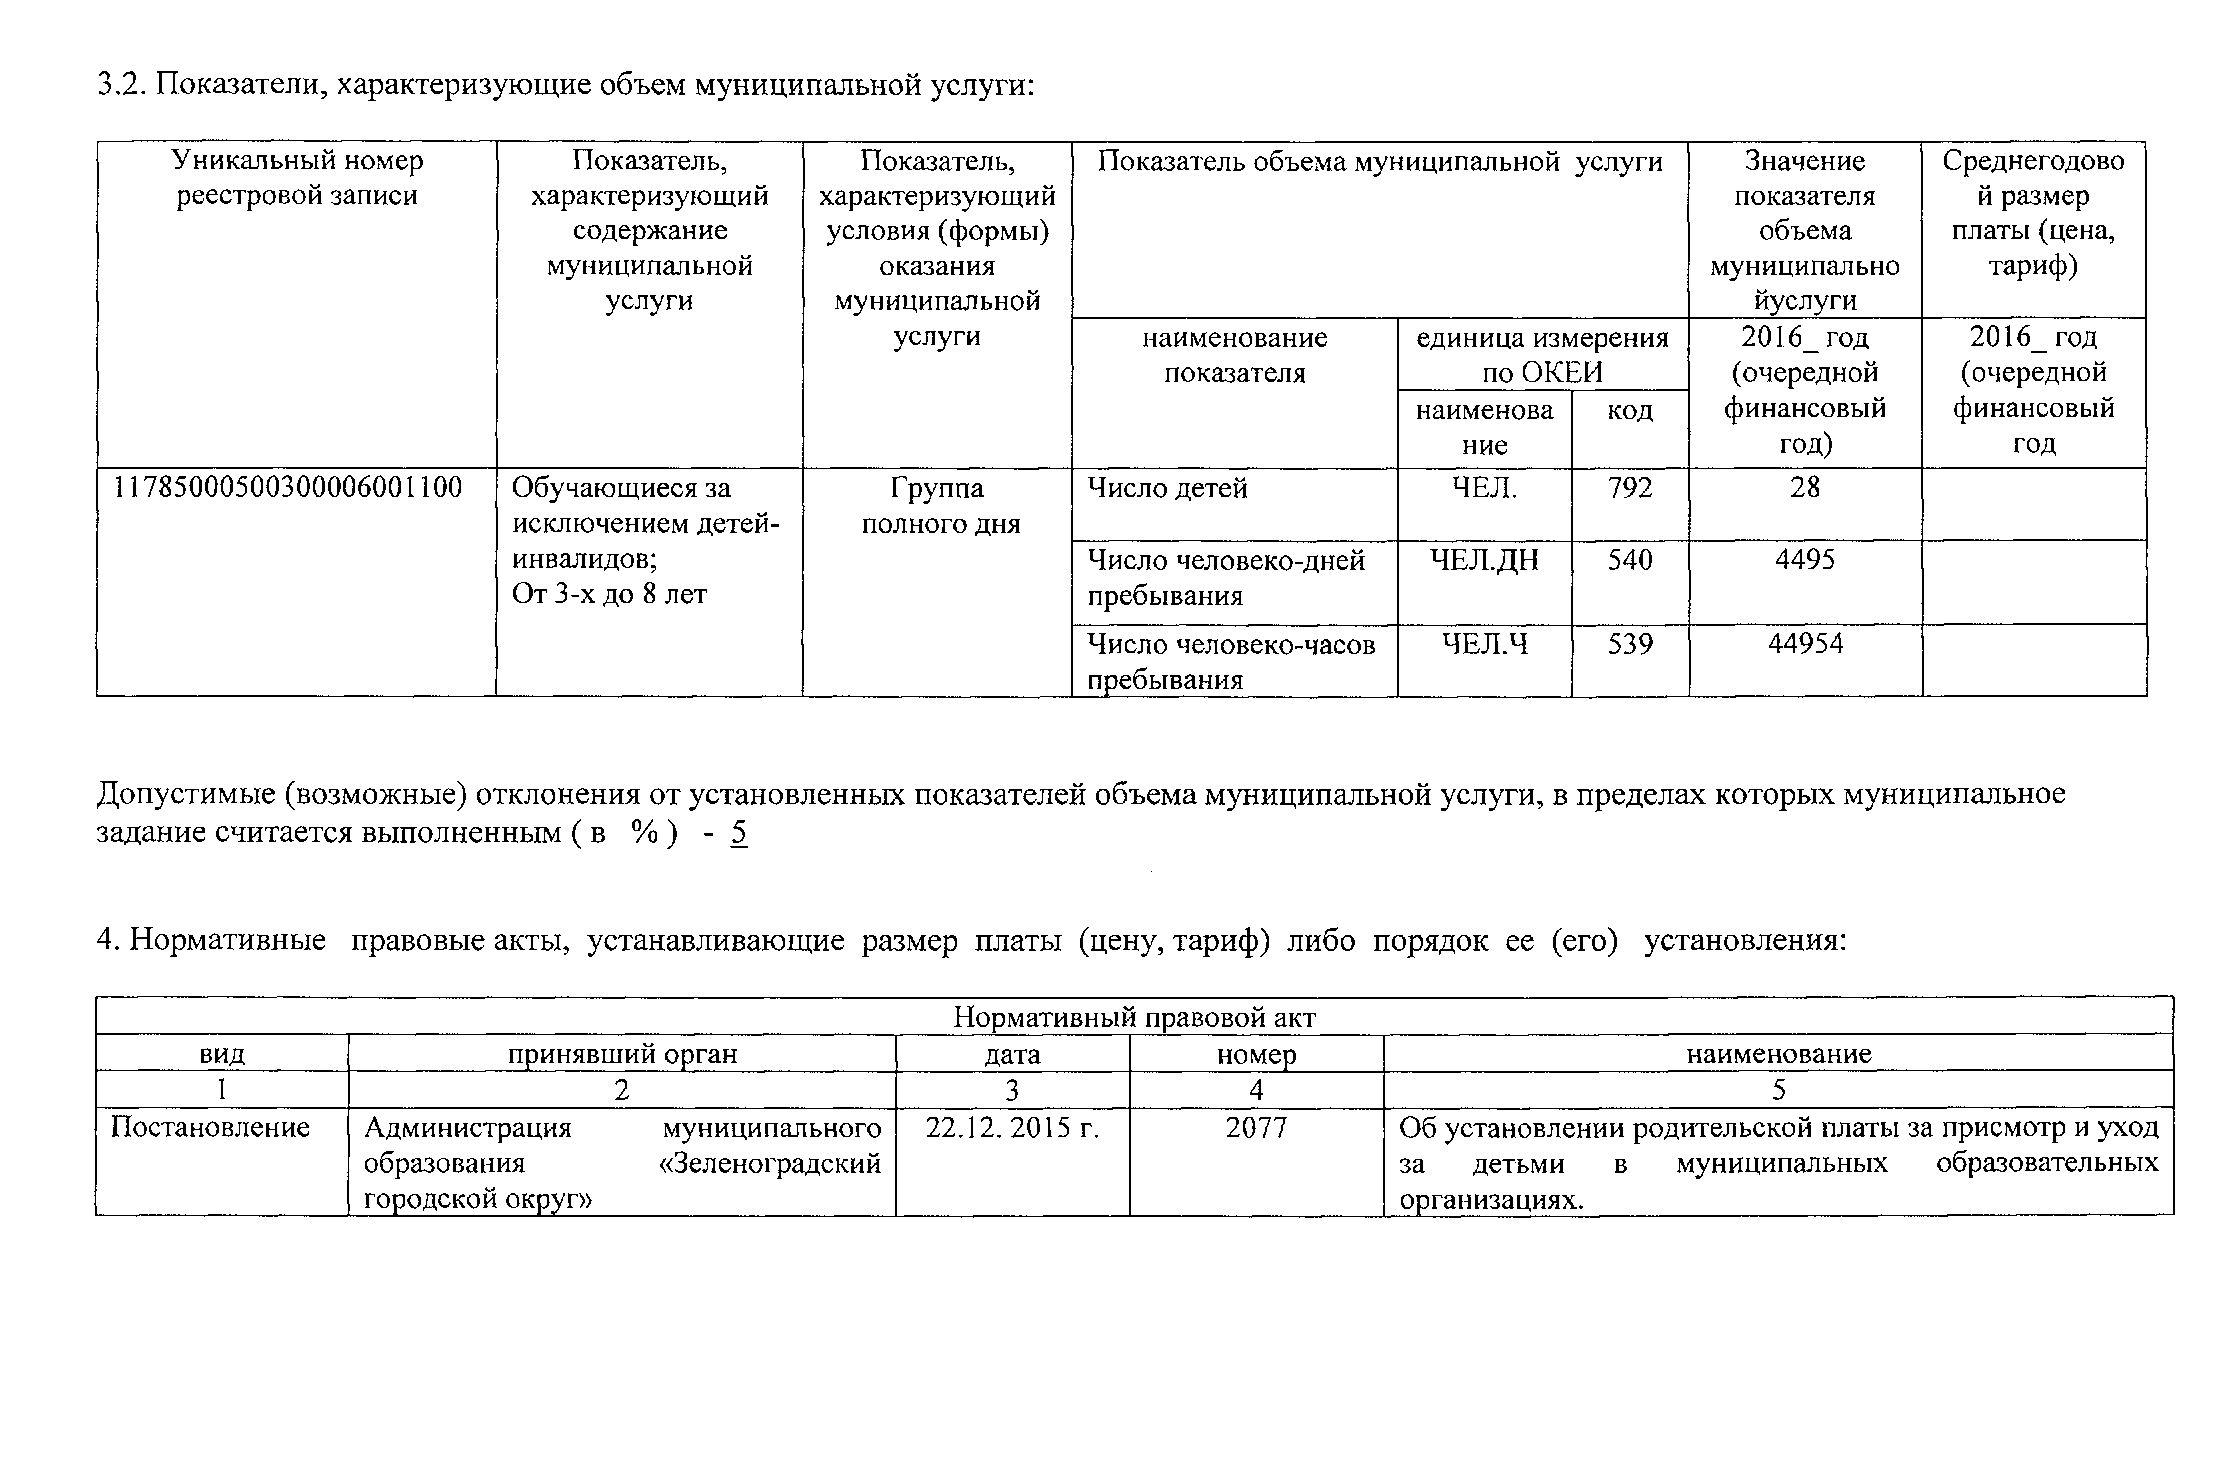 3.2. Показатели, характеризующие объем муниципальной услуги:
Уникальный номер
реестровой записи
Показатель,
характеризующий
содержание
муниципальной
услуги
Показатель,
характеризующий
условия (формы)
оказания
муниципальной
услуги
Показатель объема муниципальной услуги
Значение
показателя
объема
муниципально
йуслуги
Среднегодово
й размер
платы (цена,
тариф)
наименование
показателя
единица измерения
по ОКЕИ
2016_ год
(очередной
финансовый
год)
2016_ год
(очередной
финансовый
год
наименова
ние
код
11785000500300006001100
Обучающиеся за
исключением детей-
инвалидов;
От 3-х до 8 лет
Группа
полного дня
Число детей
ЧЕЛ.
792
28
Число человеко-дней
пребывания
ЧЕЛ.ДН
540
4495
Число человеко-часов
пребывания
ЧЕЛ.Ч
539
44954
Допустимые (возможные) отклонения от установленных показателей объема муниципальной услуги, в пределах которых муниципальное
задание считается выполненным ( в % ) - 5
4. Нормативные правовые акты, устанавливающие размер платы (цену, тариф) либо порядок ее (его) установления:
Нормативный правовой акт
вид
принявший орган
дата
номер
наименование
1
2
3
4
5
Постановление
Администрация муниципального
образования «Зеленоградский
городской округ»
22.12. 2015 г.
2077
Об установлении родительской платы за присмотр и уход
за детьми в муниципальных образовательных
организациях.